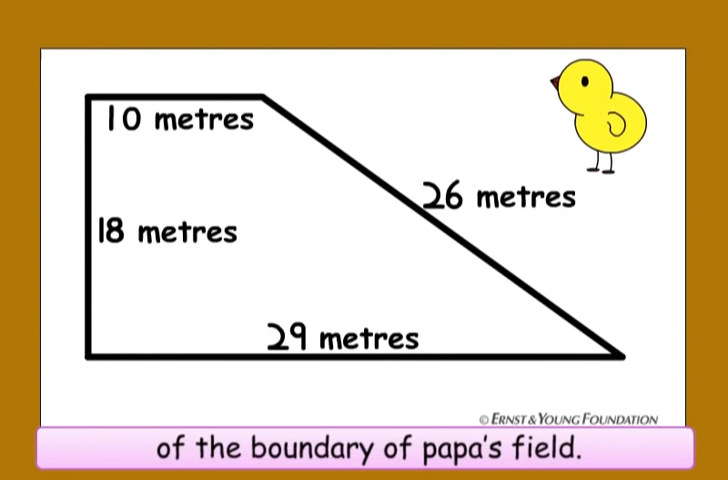 10 metres
26 metres
18 metres
29 metres
© ERNST & YOUNG FOUNDATION
of the boundary of papa's field.